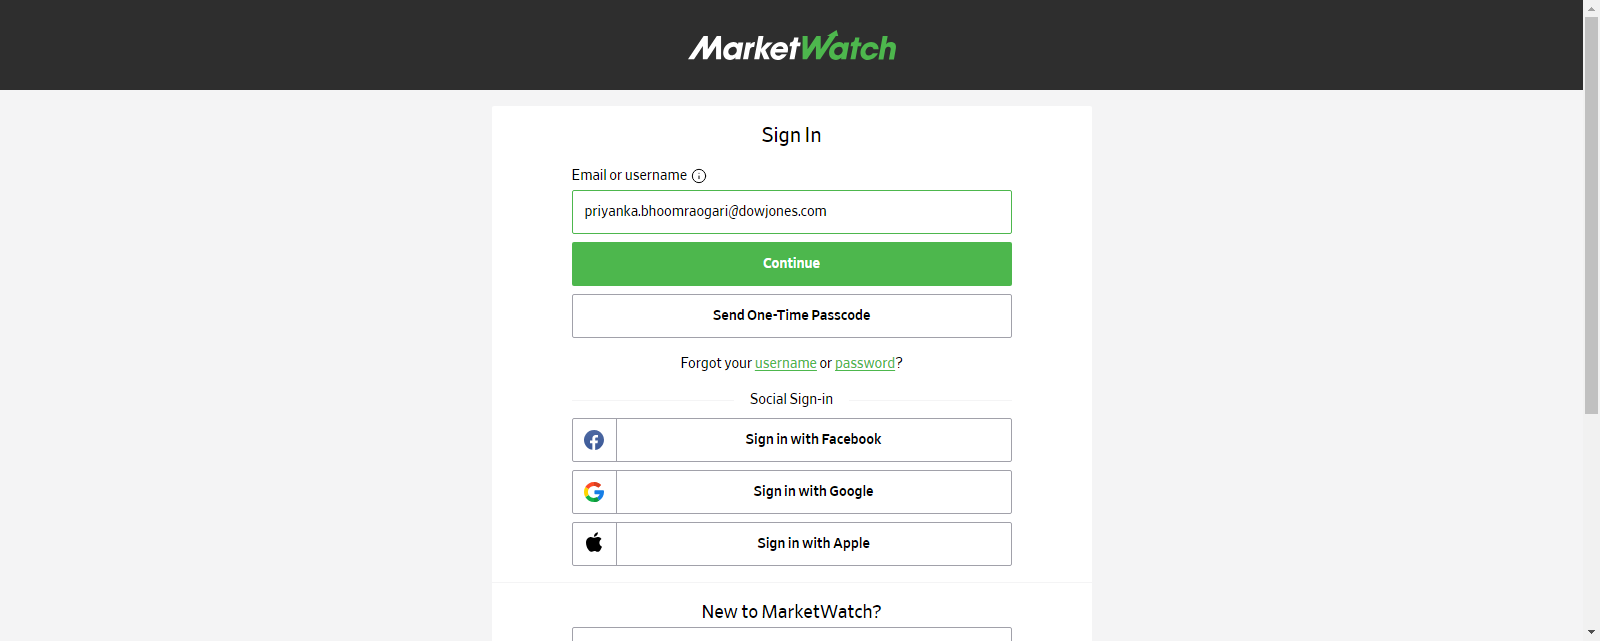 MarketWatch
Sign In
Email or username
priyanka.bhoomraogari@dowjones.com
Continue
Send One-Time Passcode
Forgot your username or password?
Social Sign-in
Sign in with Facebook
Sign in with Google
Sign in with Apple
New to MarketWatch?